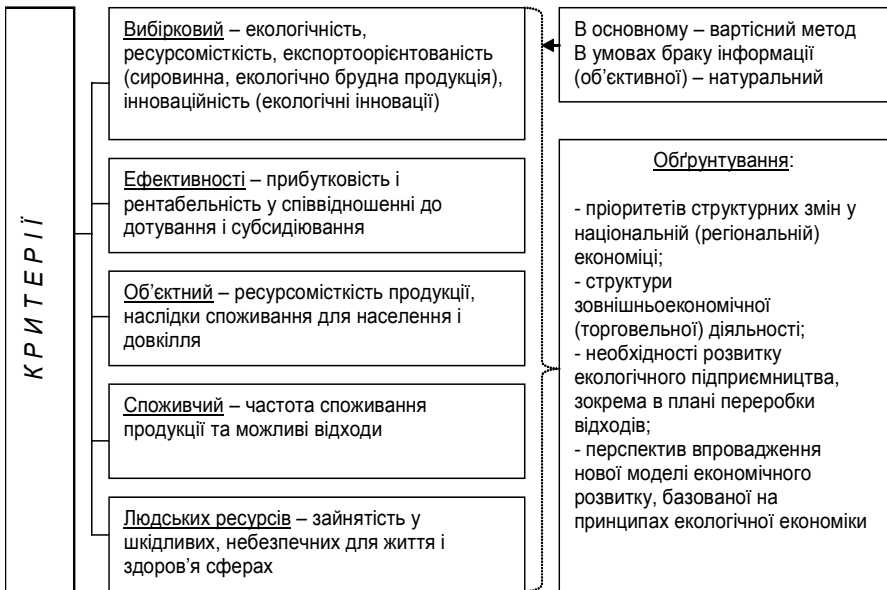 К Р И Т Е Р І Ї
Вибірковий – екологічність,
ресурсомісткість, експортоорієнтованість
(сировинна, екологічно брудна продукція),
інноваційність (екологічні інновації)
Ефективності – прибутковість і
рентабельність у співвідношенні до
дотування і субсидіювання
Об’єктний – ресурсомісткість продукції,
наслідки споживання для населення і
довкілля
Споживчий – частота споживання
продукції та можливі відходи
Людських ресурсів – зайнятість у
шкідливих, небезпечних для життя і
здоров’я сферах
В основному – вартісний метод
В умовах браку інформації
(об’єктивної) – натуральний
Обґрунтування:
- пріоритетів структурних змін у
національній (регіональній)
економіці;
- структури
зовнішньоекономічної
(торговельної) діяльності;
- необхідності розвитку
екологічного підприємництва,
зокрема в плані переробки
відходів;
- перспектив впровадження
нової моделі економічного
розвитку, базованої на
принципах екологічної економіки